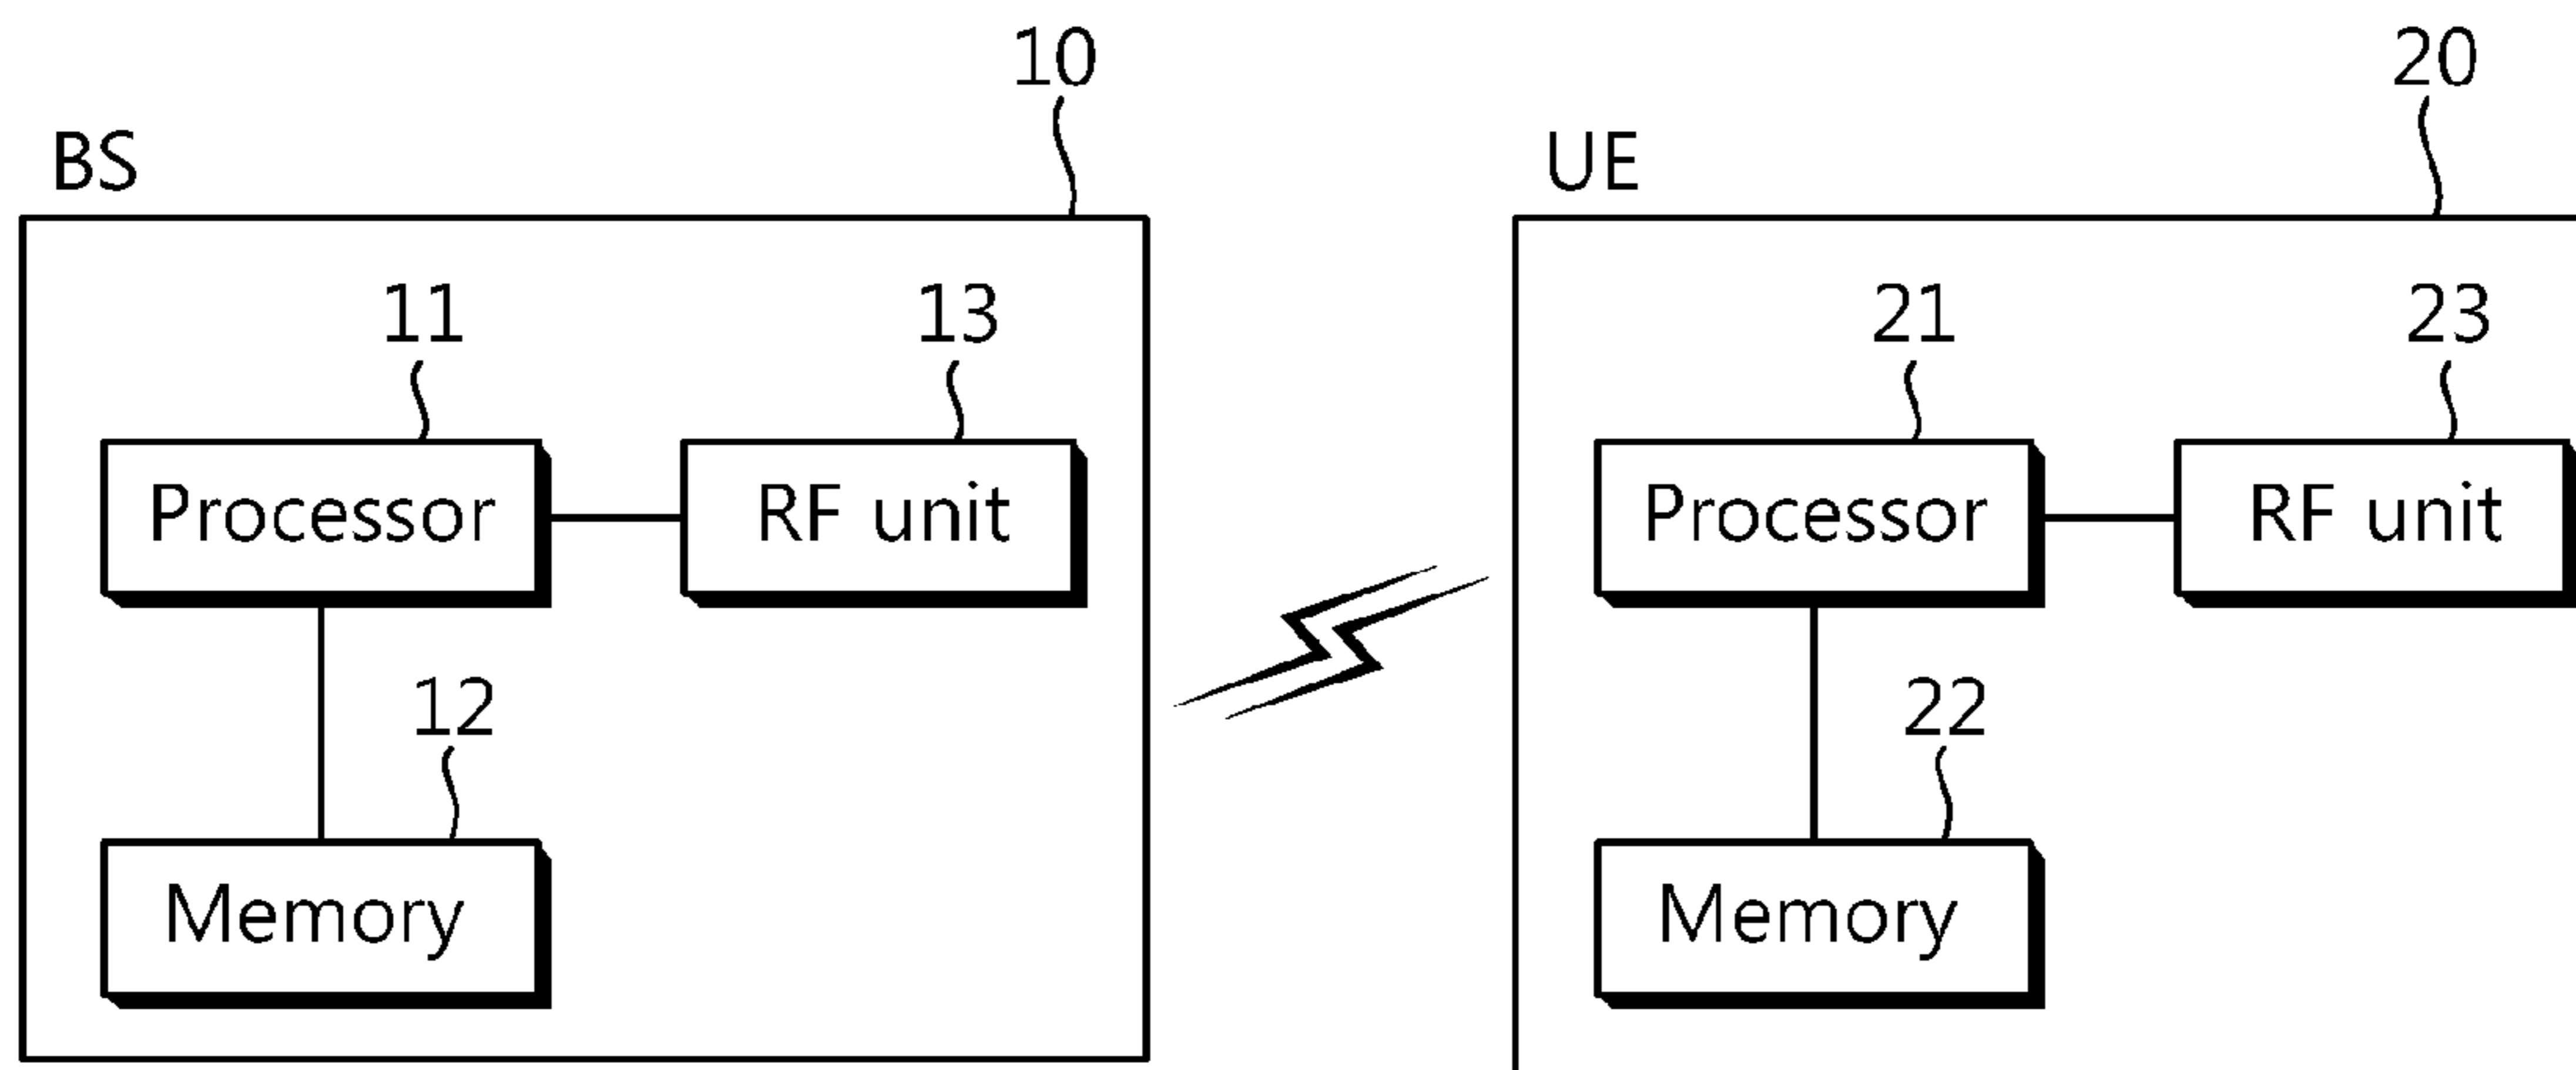 10
20
BS
UE
11
13
21
23
Processor
RF unit
Processor
RF unit
12
22
Memory
Memory